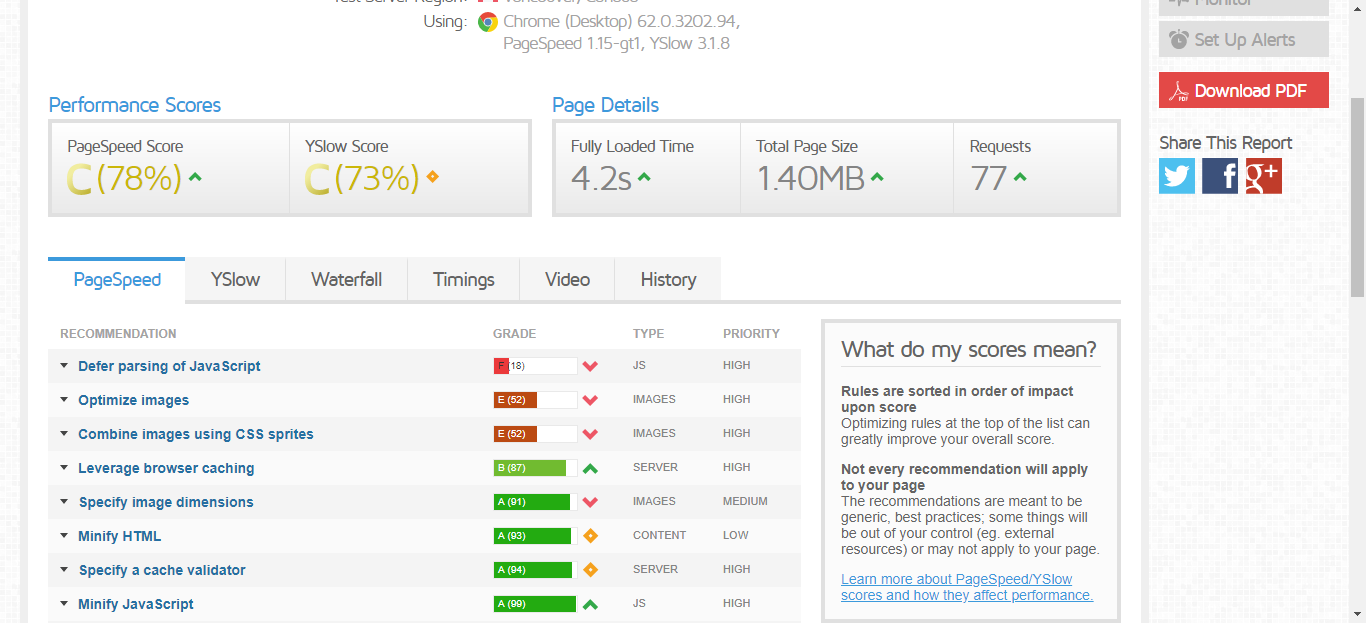 Using:
Chrome (Desktop) 62.0.3202.94,
PageSpeed 1.15-gt1, YSlow 3.1.8
Monitor
Set Up Alerts
Download PDF
Share This Report
f
g+
Performance Scores
PageSpeed Score
C(78%)
YSlow Score
C(73%)
Page Details
Fully Loaded Time
4.2s
Total Page Size
1.40MB
Requests
77
PageSpeed
YSlow
Waterfall
Timings
Video
History
RECOMMENDATION GRADE TYPE PRIORITY
Defer parsing of JavaScript F (18) JS HIGH
Optimize images E (52) IMAGES HIGH
Combine images using CSS sprites E (52) IMAGES HIGH
Leverage browser caching B (87) SERVER HIGH
Specify image dimensions A (91) IMAGES MEDIUM
Minify HTML A (93) CONTENT LOW
Specify a cache validator A (94) SERVER HIGH
Minify JavaScript A (99) JS HIGH
What do my scores mean?
Rules are sorted in order of impact
upon score
Optimizing rules at the top of the list can
greatly improve your overall score.
Not every recommendation will apply
to your page
The recommendations are meant to be
generic, best practices; some things will
be out of your control (eg. external
resources) or may not apply to your page.
Learn more about PageSpeed/YSlow
scores and how they affect performance.